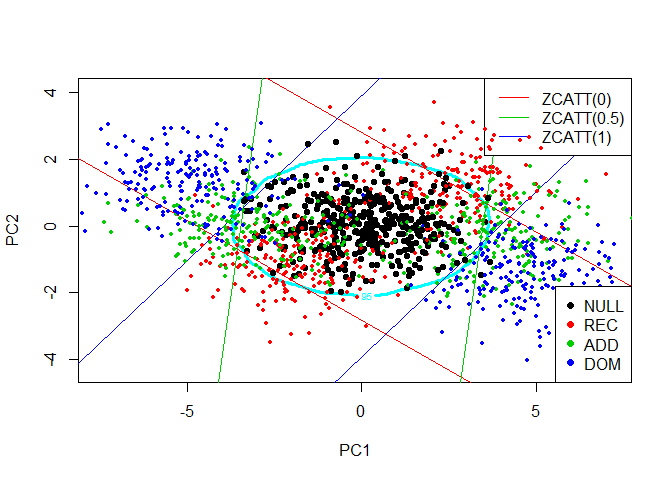 4
2
0
-2
-4
PC2
ZCATT(0)
ZCATT(0.5)
ZCATT(1)
95
NULL
REC
ADD
DOM
-5
0
5
PC1